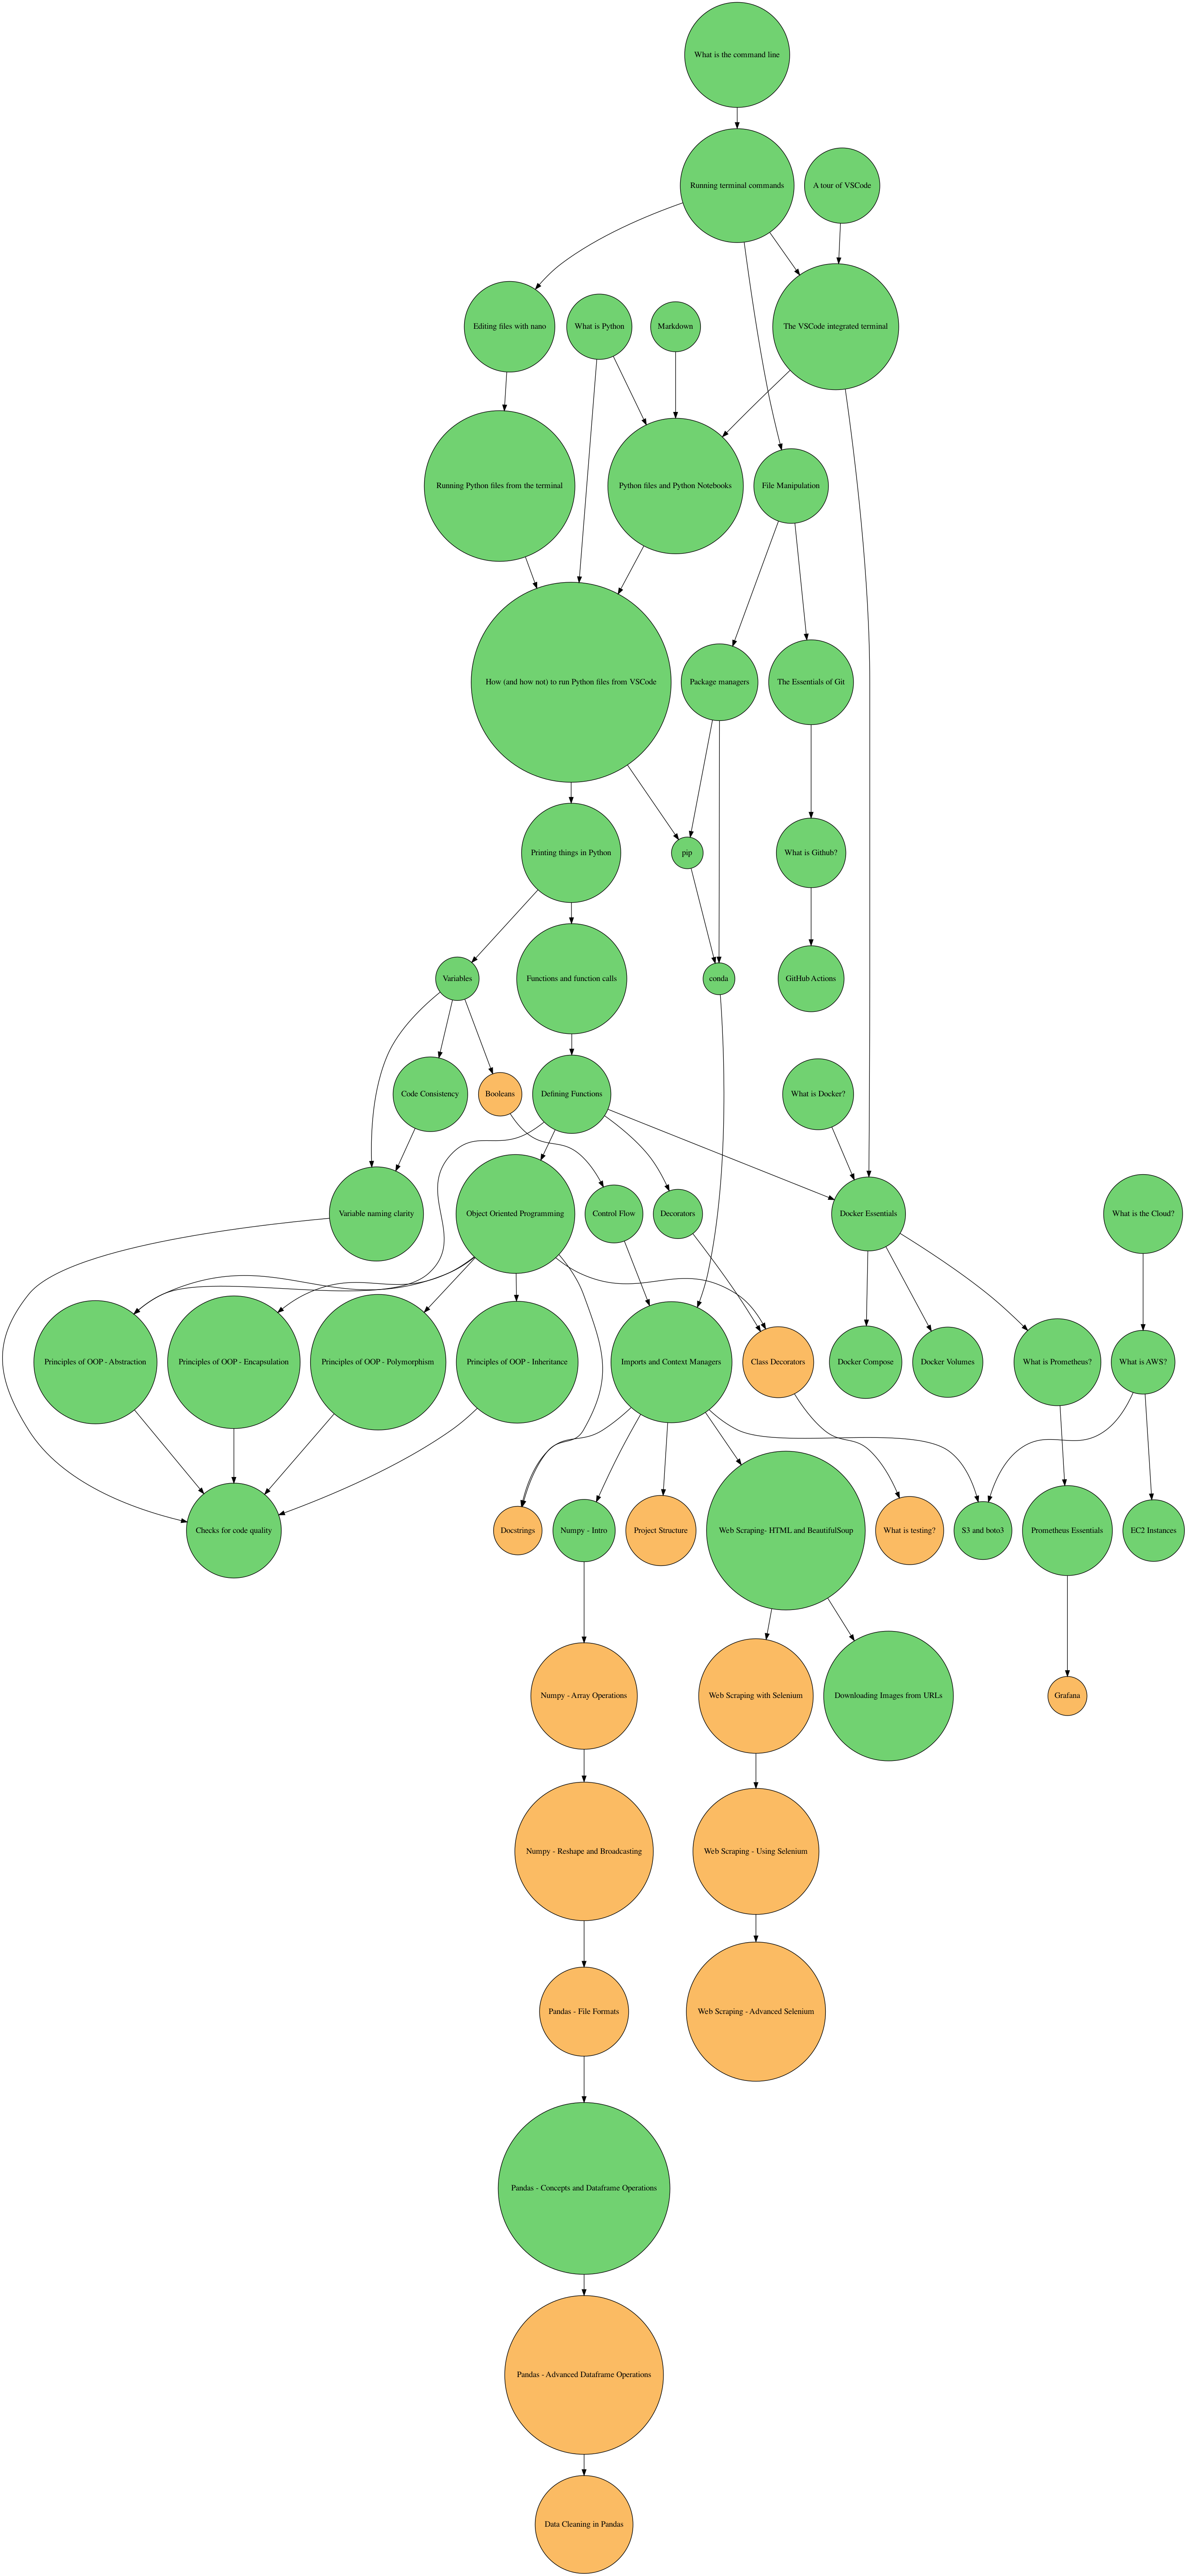 What is the command line
Running terminal commands
A tour of VSCode
Editing files with nano
What is Python
Markdown
The VSCode integrated terminal
Running Python files from the terminal
Python files and Python Notebooks
File Manipulation
How (and how not) to run Python files from VSCode
Package managers
The Essentials of Git
Printing things in Python
pip
What is Github?
Variables
Functions and function calls
conda
GitHub Actions
Code Consistency
Booleans
Defining Functions
What is Docker?
Variable naming clarity
Object Oriented Programming
Control Flow
Decorators
Docker Essentials
What is the Cloud?
Principles of OOP - Abstraction
Principles of OOP - Encapsulation
Principles of OOP - Polymorphism
Principles of OOP - Inheritance
Imports and Context Managers
Class Decorators
Docker Compose
Docker Volumes
What is Prometheus?
What is AWS?
Checks for code quality
Docstrings
Numpy - Intro
Project Structure
Web Scraping- HTML and BeautifulSoup
What is testing?
S3 and boto3
Prometheus Essentials
EC2 Instances
Numpy - Array Operations
Web Scraping with Selenium
Downloading Images from URLs
Grafana
Numpy - Reshape and Broadcasting
Web Scraping - Using Selenium
Pandas - File Formats
Web Scraping - Advanced Selenium
Pandas - Concepts and Dataframe Operations
Pandas - Advanced Dataframe Operations
Data Cleaning in Pandas